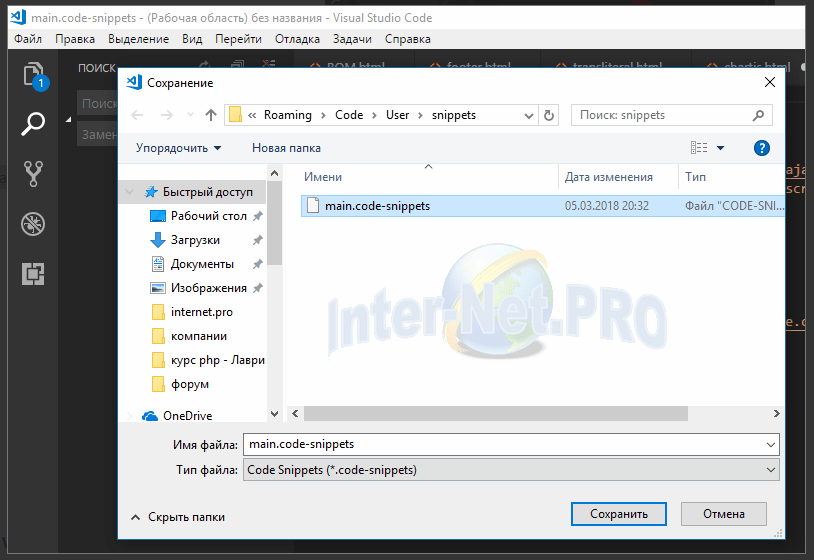 main.code-snippets - (Рабочая область) без названия - Visual Studio Code
Файл Правка Выделение Вид Перейти Отладка Задачи Справка
1
ПОИСК
BOM.html footer.html transliteral.html chartjs.html
Поиск
Замен
Сохранение
« Roaming > Code > User > snippets
Поиск: snippets
Упорядочить Новая папка
Имени Дата изменения Тип
main.code-snippets 05.03.2018 20:32 Файл "CODE-SNI...
Быстрый доступ
Рабочий стол
Загрузки
Документы
Изображения
internet.pro
компании
курс php - Лаври
форум
OneDrive
Inter-Net.PRO
Имя файла: main.code-snippets
Тип файла: Code Snippets (*.code-snippets)
Скрыть папки
Сохранить Отмена